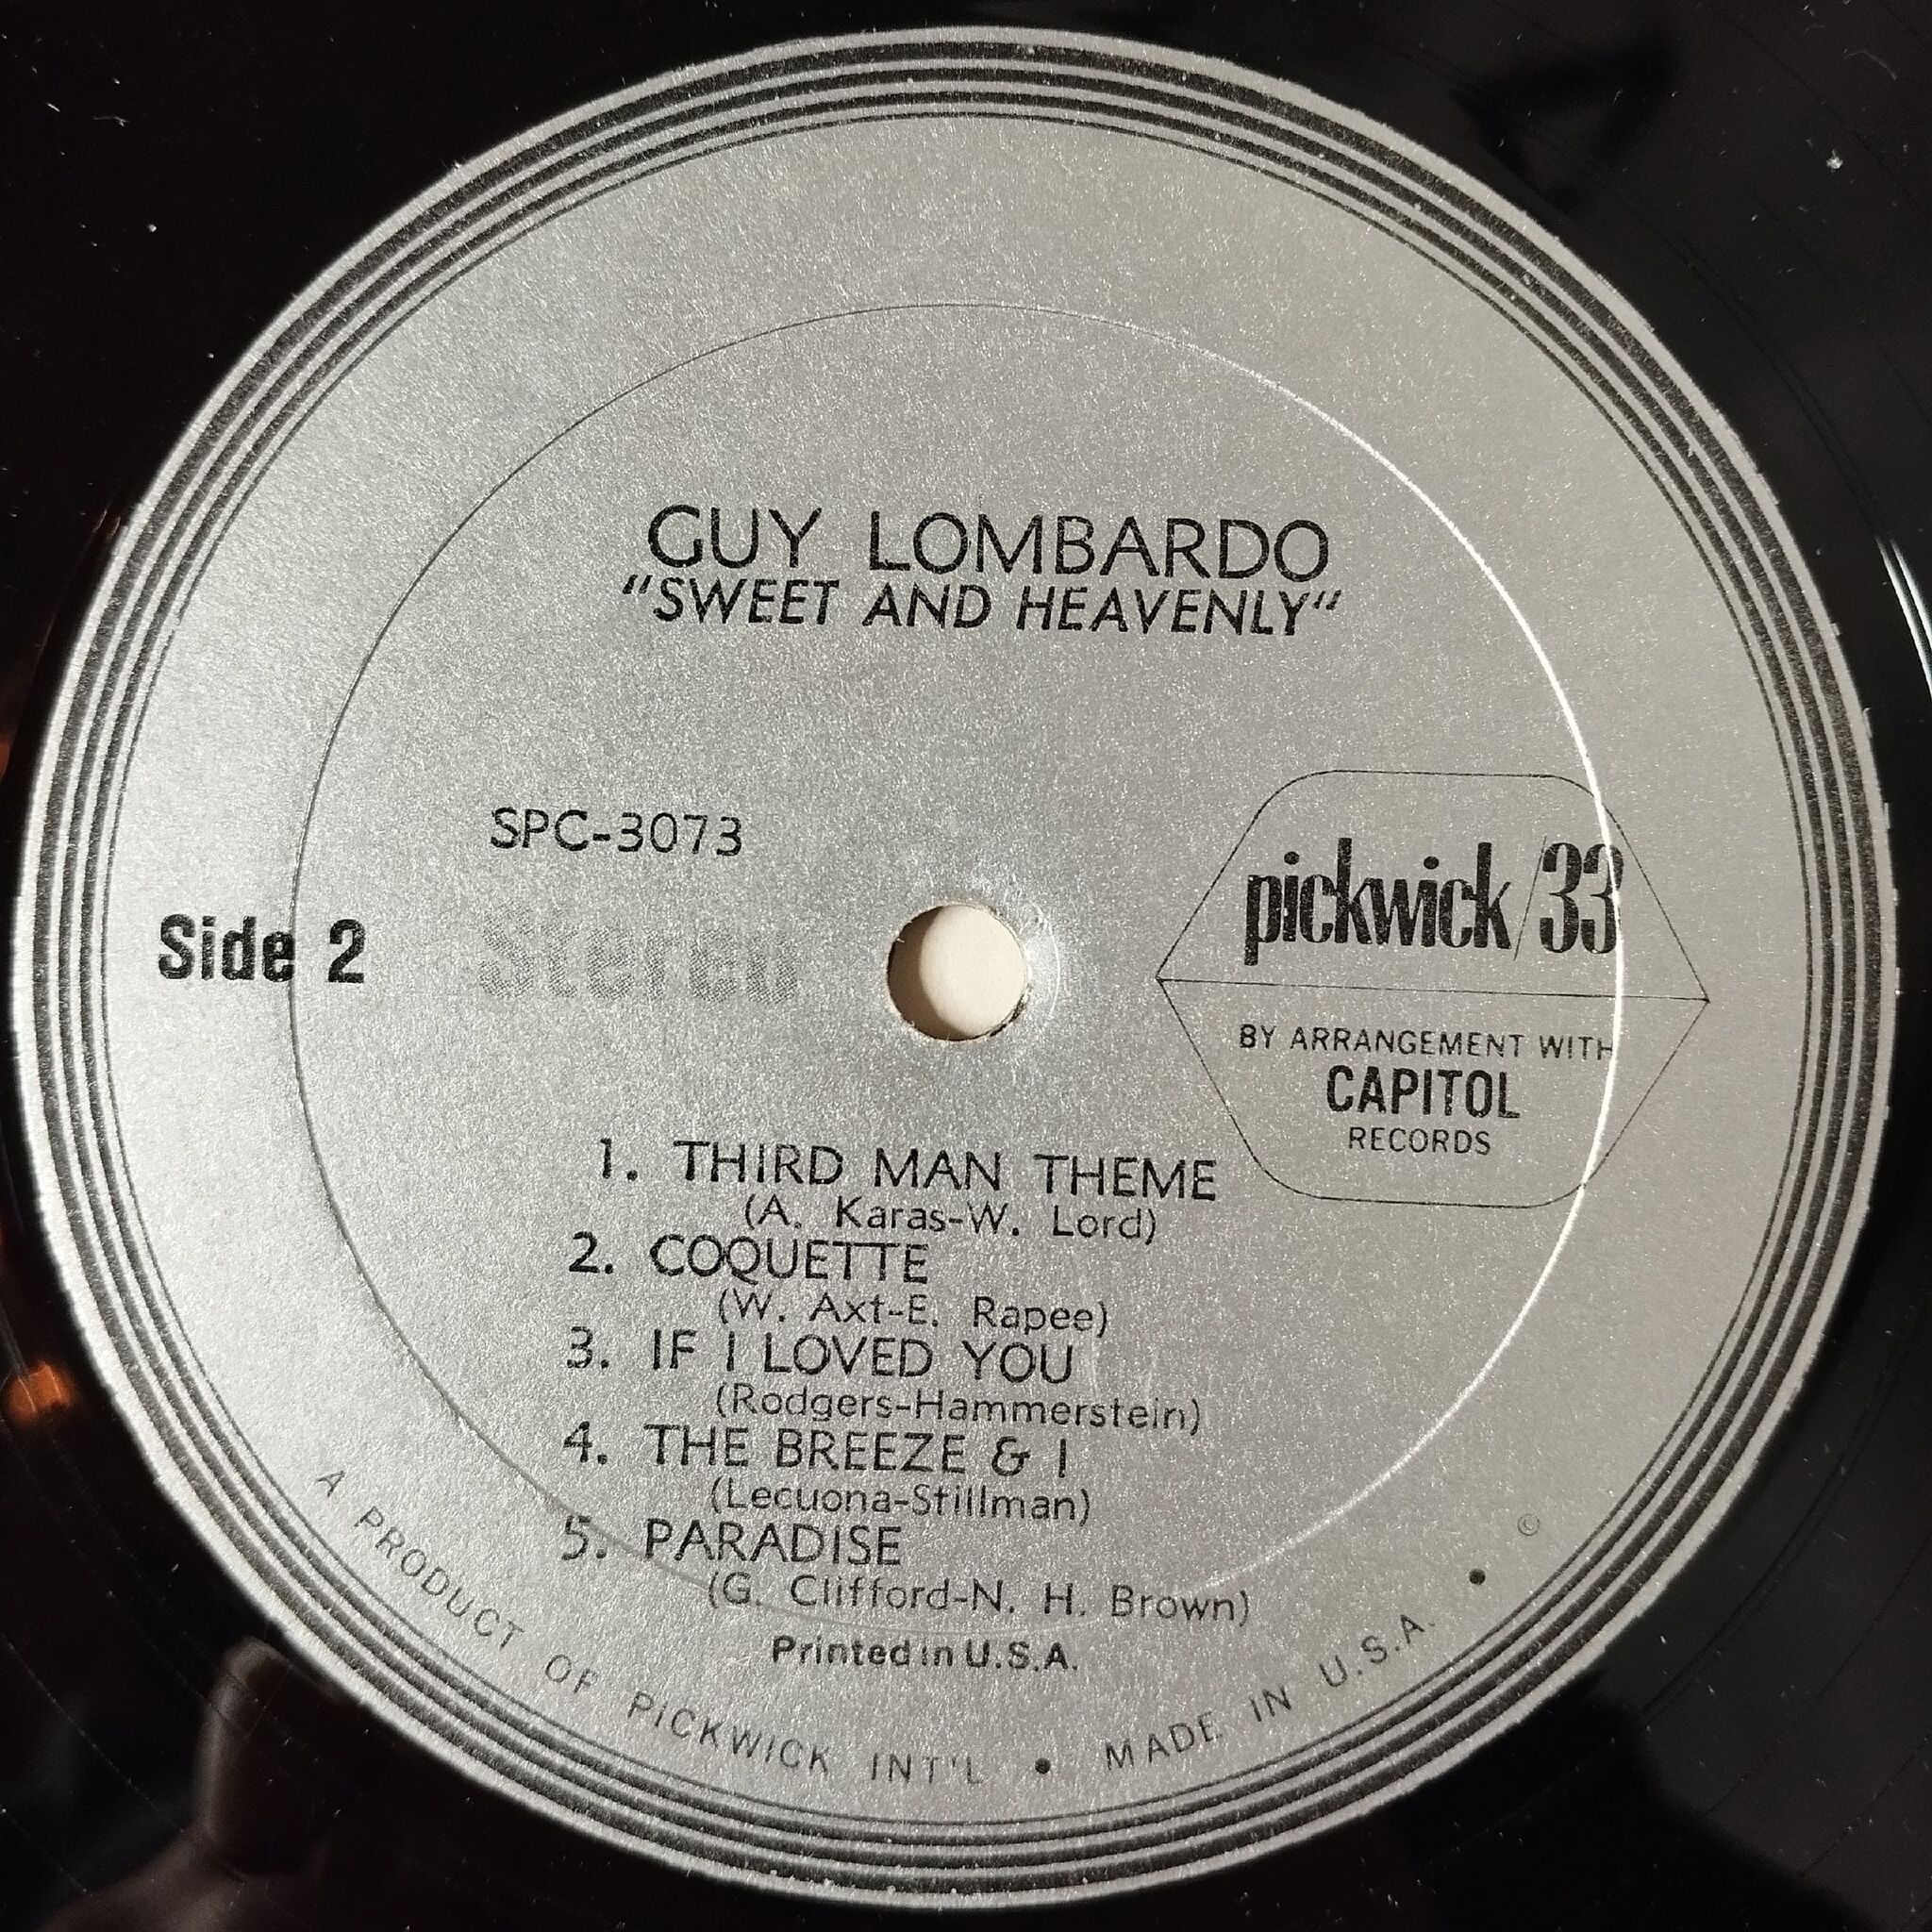 GUY LOMBARDO
"SWEET AND HEAVENLY"
SPC-3073
Side 2
Stereo
pickwick/33
BY ARRANGEMENT WITH
CAPITOL
RECORDS
1. THIRD MAN THEME
(A. Karas-W. Lord)
2. COQUETTE
(W. Axt-E. Rapee)
3. IF I LOVED YOU
(Rodgers-Hammerstein)
4. THE BREEZE & I
(Lecuona-Stillman)
5. PARADISE
(G. Clifford-N. H. Brown)
Printed in U.S.A.
A PRODUCT OF PICKWICK INT'L • MADE IN U.S.A. • ©